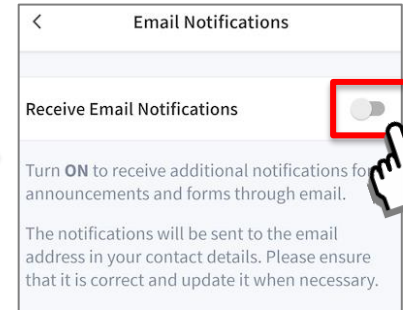 Email Notifications
Receive Email Notifications
Turn ON to receive additional notifications for
announcements and forms through email.
The notifications will be sent to the email
address in your contact details. Please ensure
that it is correct and update it when necessary.